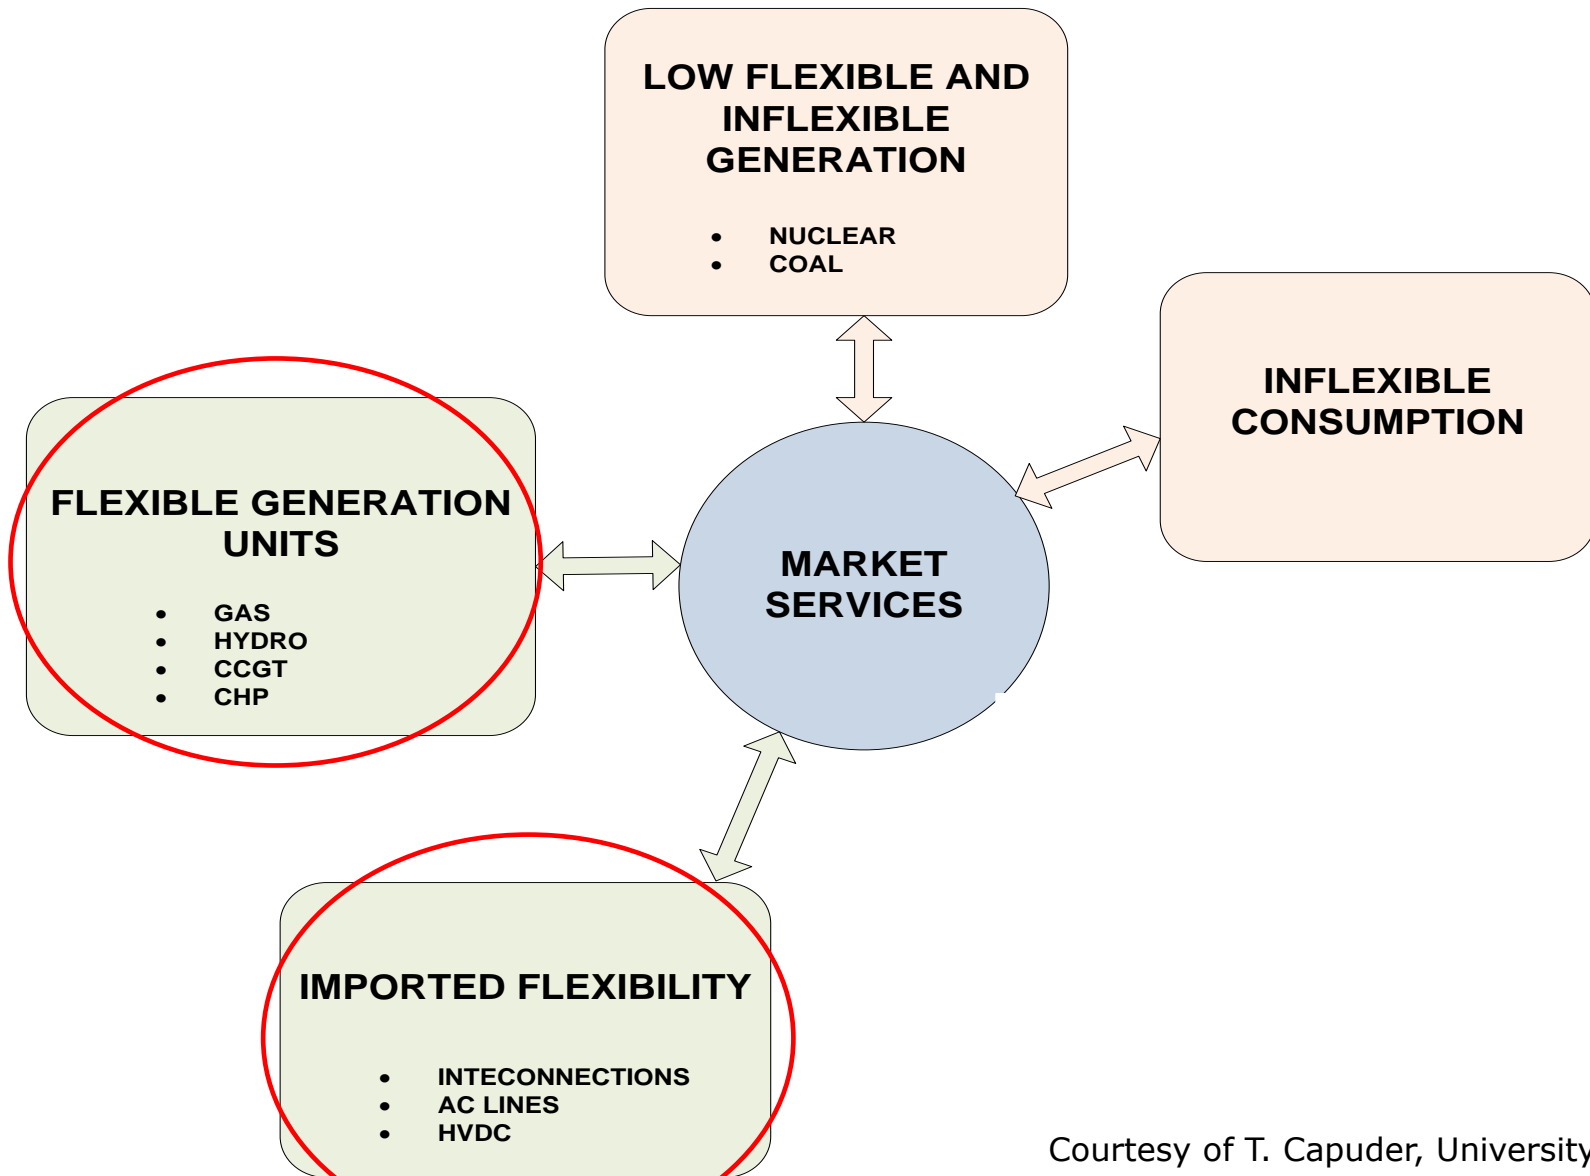 LOW FLEXIBLE AND
INFLEXIBLE
GENERATION
• NUCLEAR
• COAL
INFLEXIBLE
CONSUMPTION
FLEXIBLE GENERATION
UNITS
• GAS
• HYDRO
• CCGT
• CHP
MARKET
SERVICES
IMPORTED FLEXIBILITY
• INTECONNECTIONS
• AC LINES
• HVDC
Courtesy of T. Capuder, University